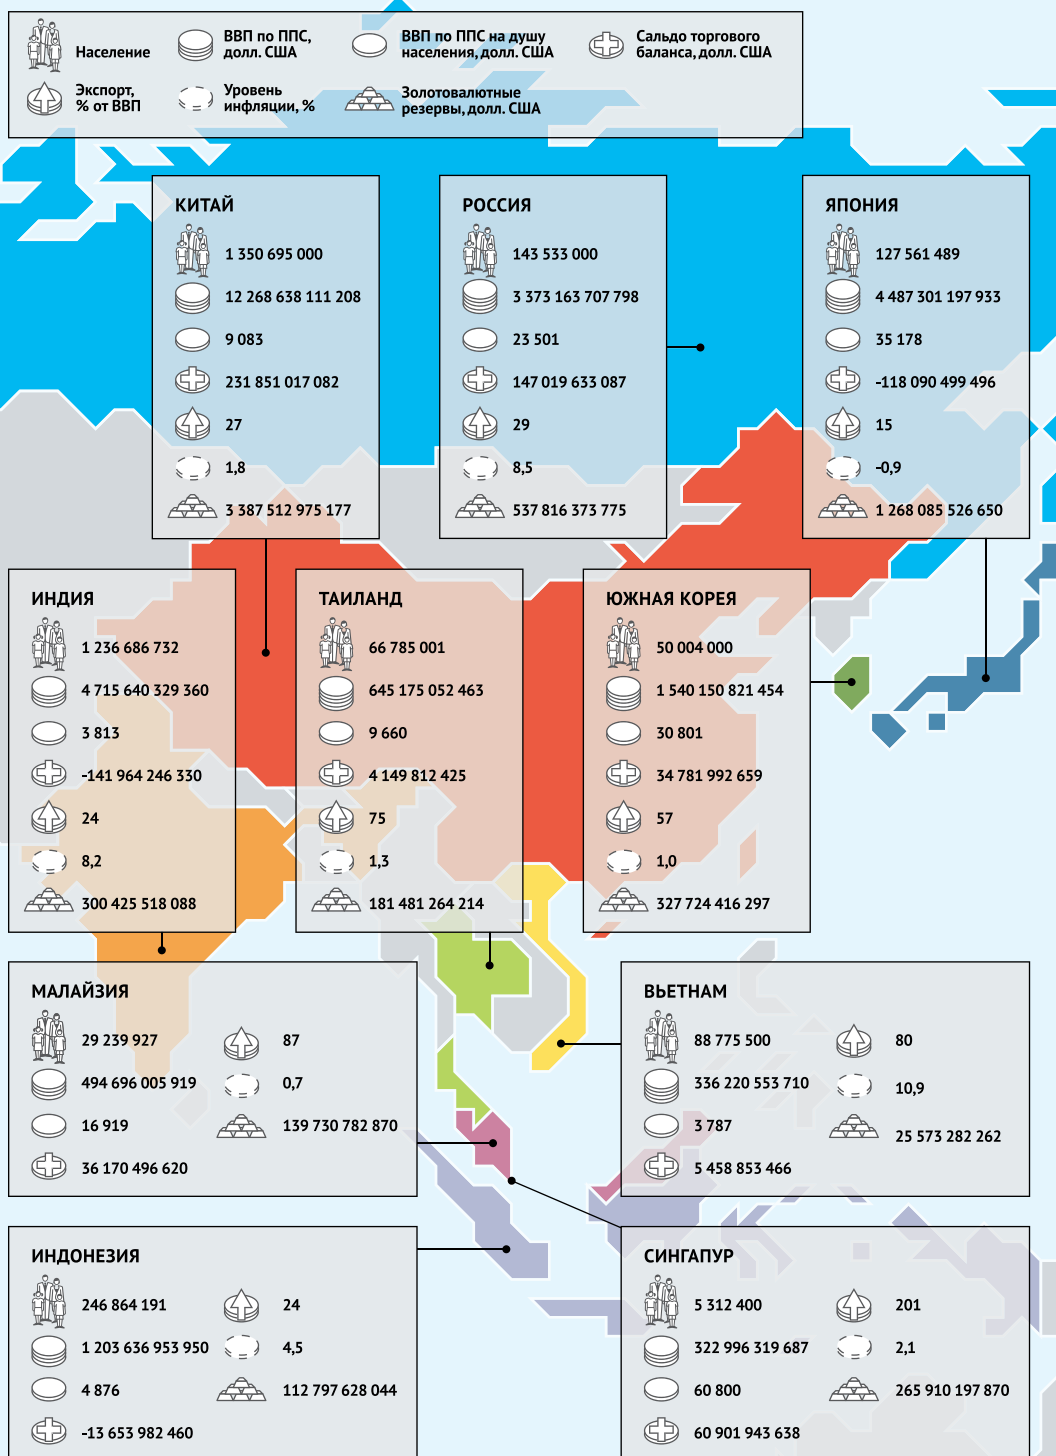 Население
ВВП по ППС,
долл. США
ВВП по ППС на душу
населения, долл. США
Сальдо торгового
баланса, долл. США
Экспорт,
% от ВВП
Уровень
инфляции, %
Золотовалютные
резервы, долл. США
КИТАЙ
1 350 695 000
12 268 638 111 208
9 083
231 851 017 082
27
1,8
3 387 512 975 177
РОССИЯ
143 533 000
3 373 163 707 798
23 501
147 019 633 087
29
8,5
537 816 373 775
ЯПОНИЯ
127 561 489
4 487 301 197 933
35 178
-118 090 499 496
15
-0,9
1 268 085 526 650
ИНДИЯ
1 236 686 732
4 715 640 329 360
3 813
-141 964 246 330
24
8,2
300 425 518 088
ТАИЛАНД
66 785 001
645 175 052 463
9 660
4 149 812 425
75
1,3
181 481 264 214
ЮЖНАЯ КОРЕЯ
50 004 000
1 540 150 821 454
30 801
34 781 992 659
57
1,0
327 724 416 297
МАЛАЙЗИЯ
29 239 927
494 696 005 919
16 919
36 170 496 620
87
0,7
139 730 782 870
ВЬЕТНАМ
88 775 500
336 220 553 710
3 787
5 458 853 466
80
10,9
25 573 282 262
ИНДОНЕЗИЯ
246 864 191
1 203 636 953 950
4 876
-13 653 982 460
24
4,5
112 797 628 044
СИНГАПУР
5 312 400
322 996 319 687
60 800
60 901 943 638
201
2,1
265 910 197 870